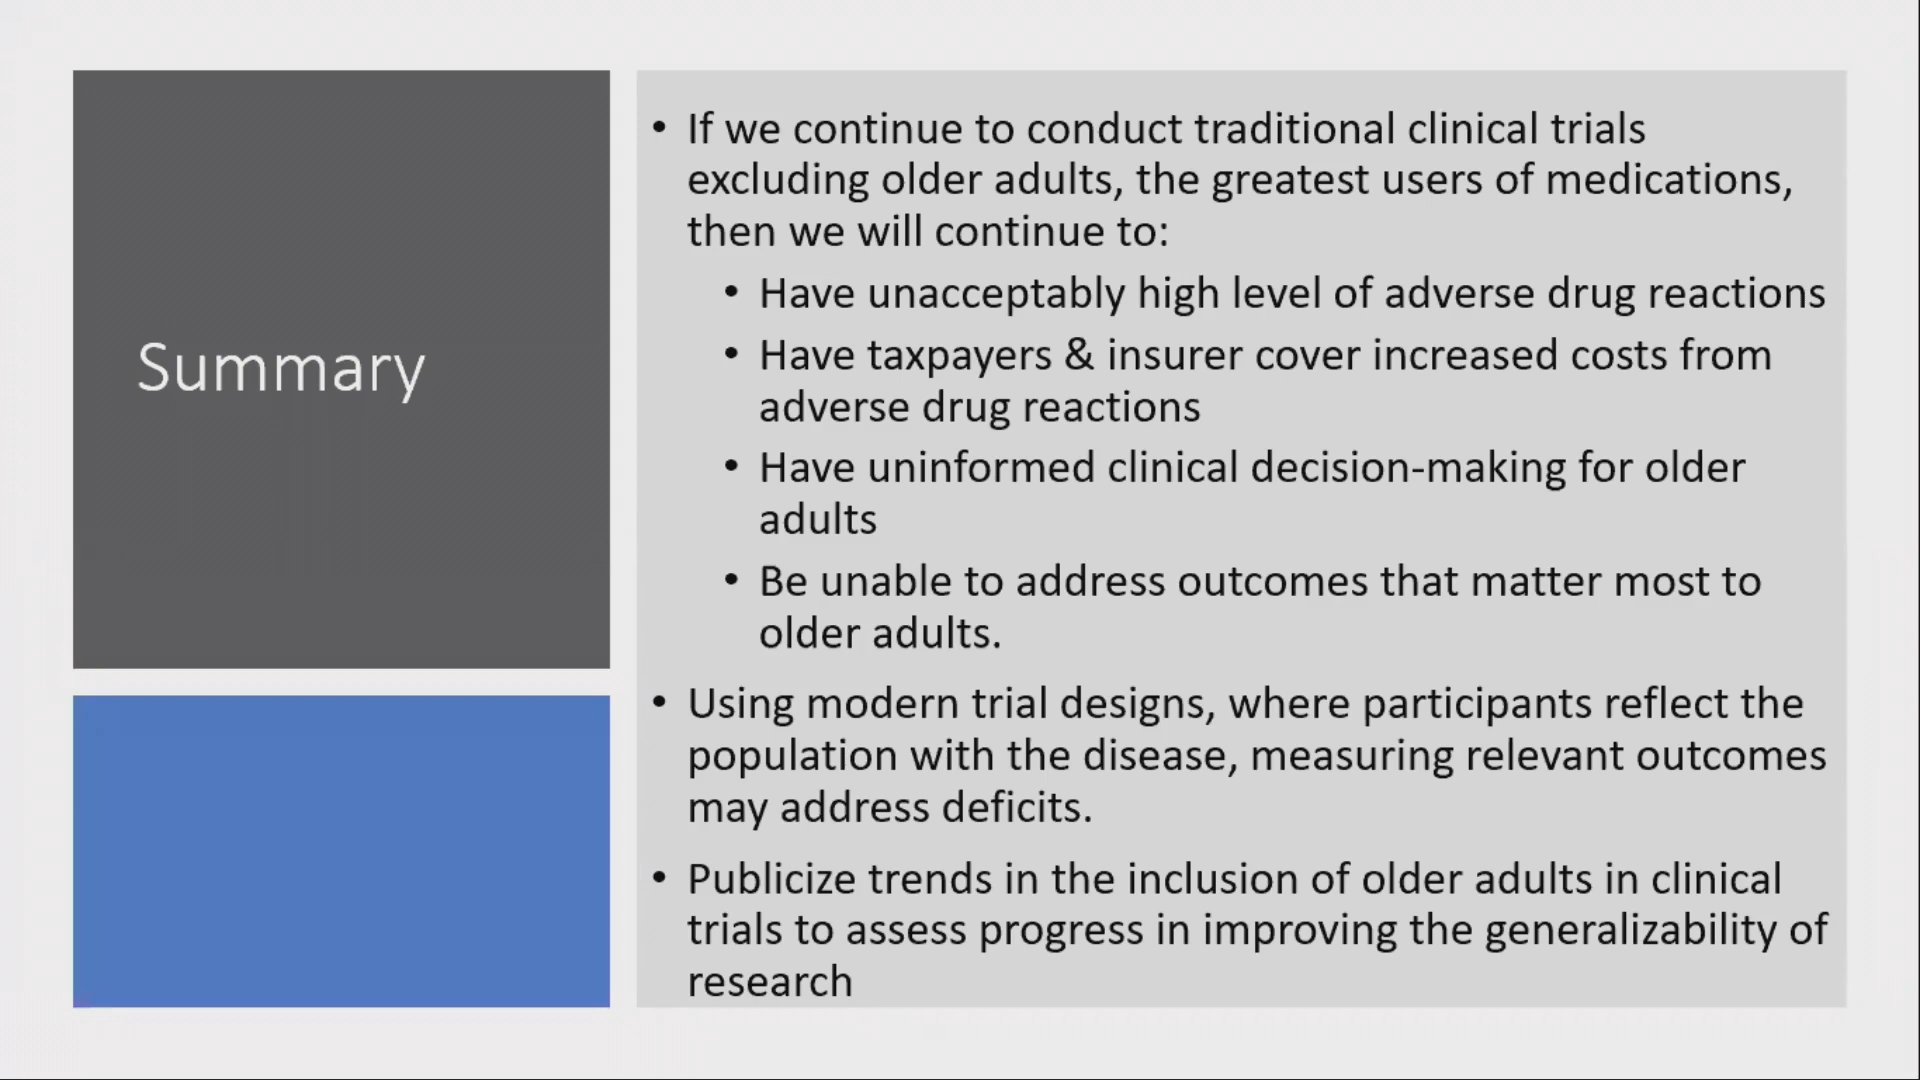 Summary
• If we continue to conduct traditional clinical trials
excluding older adults, the greatest users of medications,
then we will continue to:
• Have unacceptably high level of adverse drug reactions
• Have taxpayers & insurer cover increased costs from
adverse drug reactions
• Have uninformed clinical decision-making for older
adults
• Be unable to address outcomes that matter most to
older adults.
• Using modern trial designs, where participants reflect the
population with the disease, measuring relevant outcomes
may address deficits.
• Publicize trends in the inclusion of older adults in clinical
trials to assess progress in improving the generalizability of
research